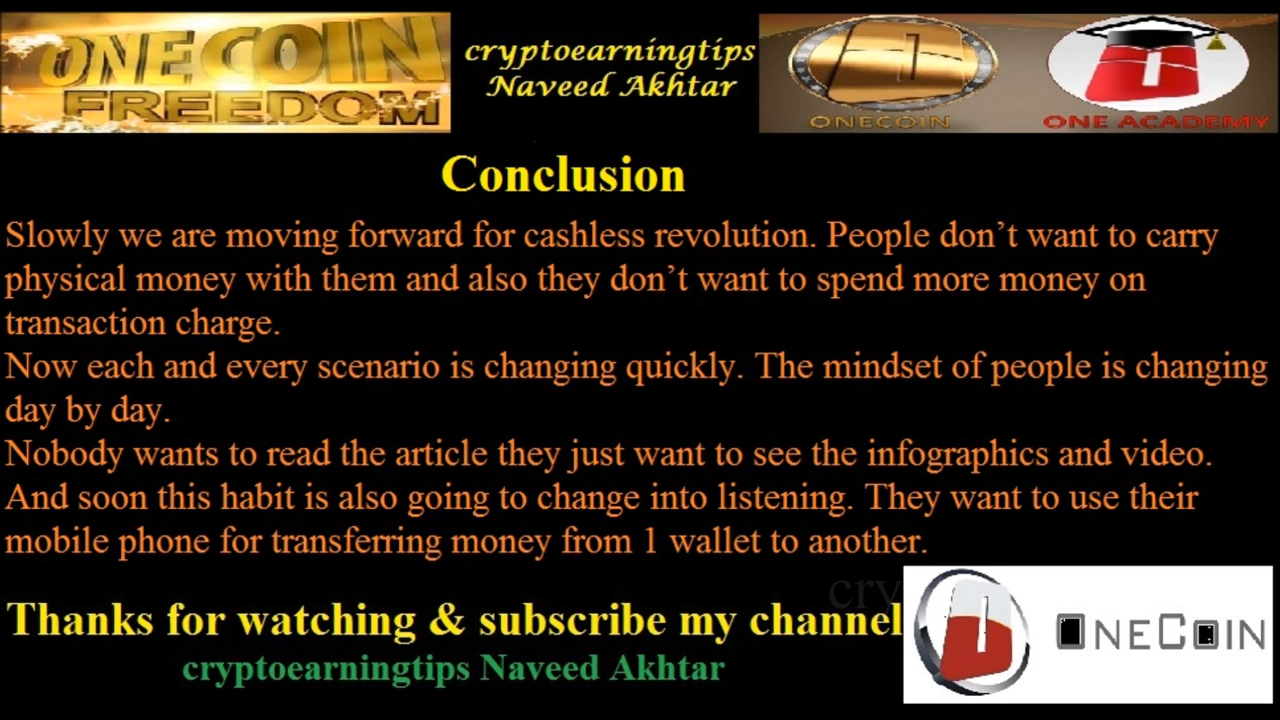 ONE COIN
FREEDOM
cryptoearningtips
Naveed Akhtar
ONECOIN
ONE ACADEMY
Conclusion
Slowly we are moving forward for cashless revolution. People don’t want to carry
physical money with them and also they don’t want to spend more money on
transaction charge.
Now each and every scenario is changing quickly. The mindset of people is changing
day by day.
Nobody wants to read the article they just want to see the infographics and video.
And soon this habit is also going to change into listening. They want to use their
mobile phone for transferring money from 1 wallet to another.
cry
Thanks for watching & subscribe my channel
cryptoearningtips Naveed Akhtar
ONECOIN